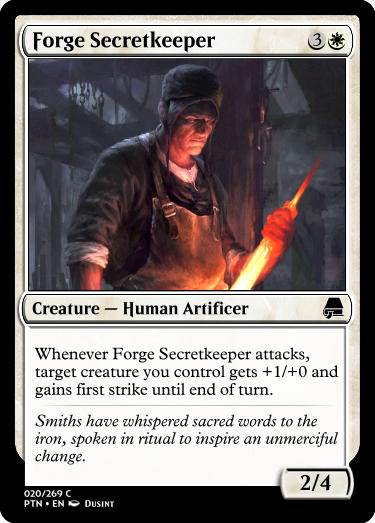 Forge Secretkeeper 3
Creature — Human Artificer
Whenever Forge Secretkeeper attacks,
target creature you control gets +1/+0 and
gains first strike until end of turn.
Smiths have whispered sacred words to the
iron, spoken in ritual to inspire an unmerciful
change.
2/4
020/269 C
PTN • EN Dusint